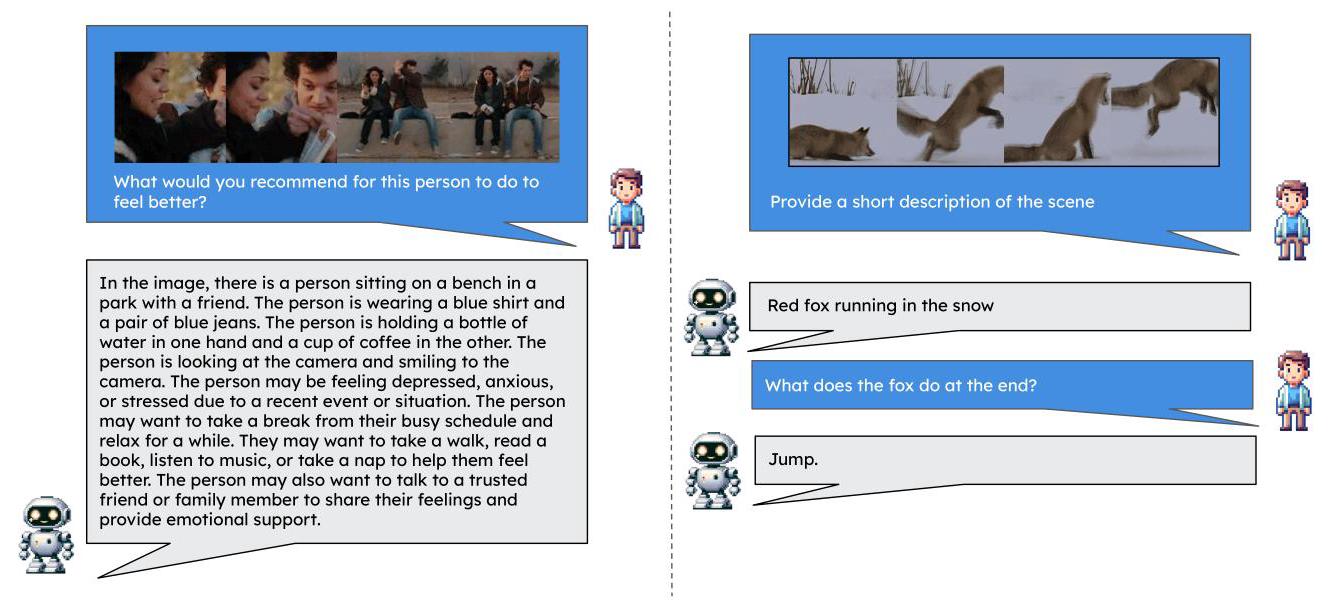 What would you recommend for this person to do to
feel better?
In the image, there is a person sitting on a bench in a
park with a friend. The person is wearing a blue shirt and
a pair of blue jeans. The person is holding a bottle of
water in one hand and a cup of coffee in the other. The
person is looking at the camera and smiling to the
camera. The person may be feeling depressed, anxious,
or stressed due to a recent event or situation. The person
may want to take a break from their busy schedule and
relax for a while. They may want to take a walk, read a
book, listen to music, or take a nap to help them feel
better. The person may also want to talk to a trusted
friend or family member to share their feelings and
provide emotional support.
Provide a short description of the scene
Red fox running in the snow
What does the fox do at the end?
Jump.